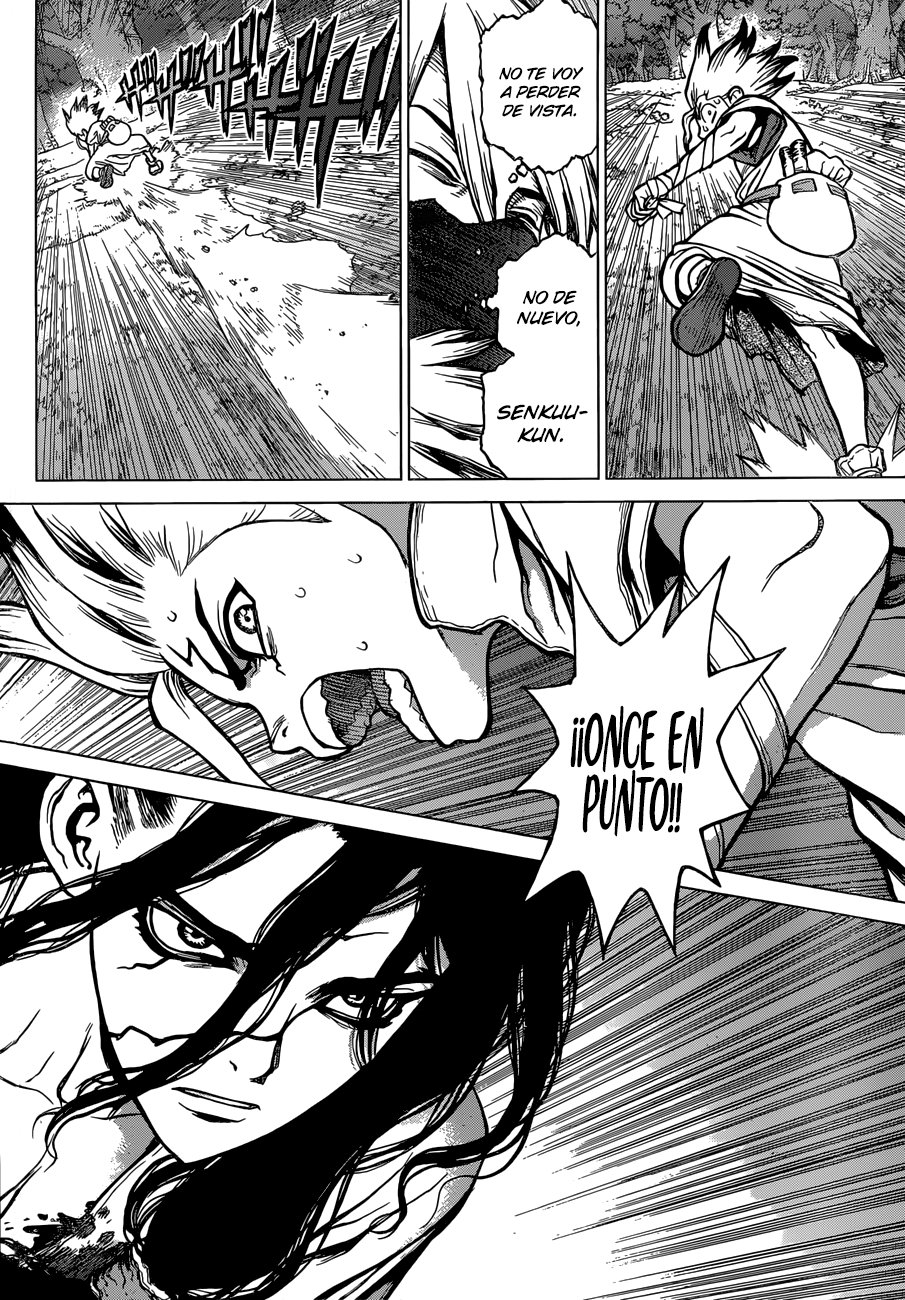 NO TE VOY
A PERDER
DE VISTA.
NO DE
NUEVO,
SENKUU-
KUN.
¡¡ONCE EN
PUNTO!!